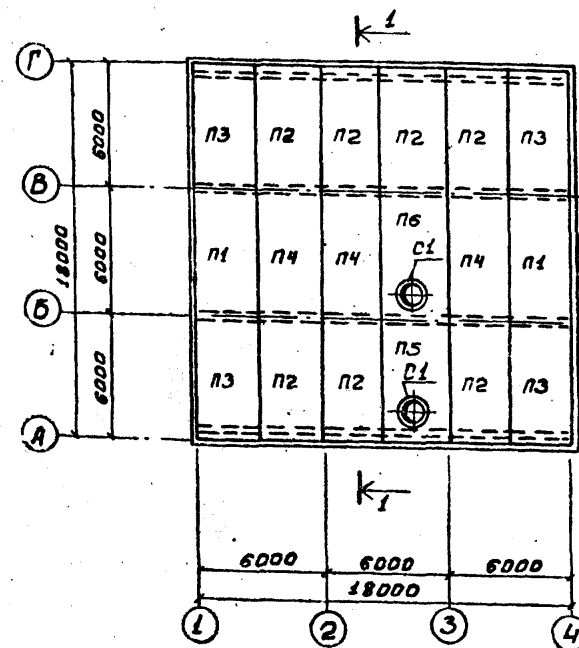 1
Г
6000
П3 П2 П2 П2 П2 П3
В
18000
6000
П6
С1
П1 П4 П4 П4 П1
Б
6000
П5
С1
П3 П2 П2 П2 П3
А
1
6000 6000 6000
18000
1 2 3 4